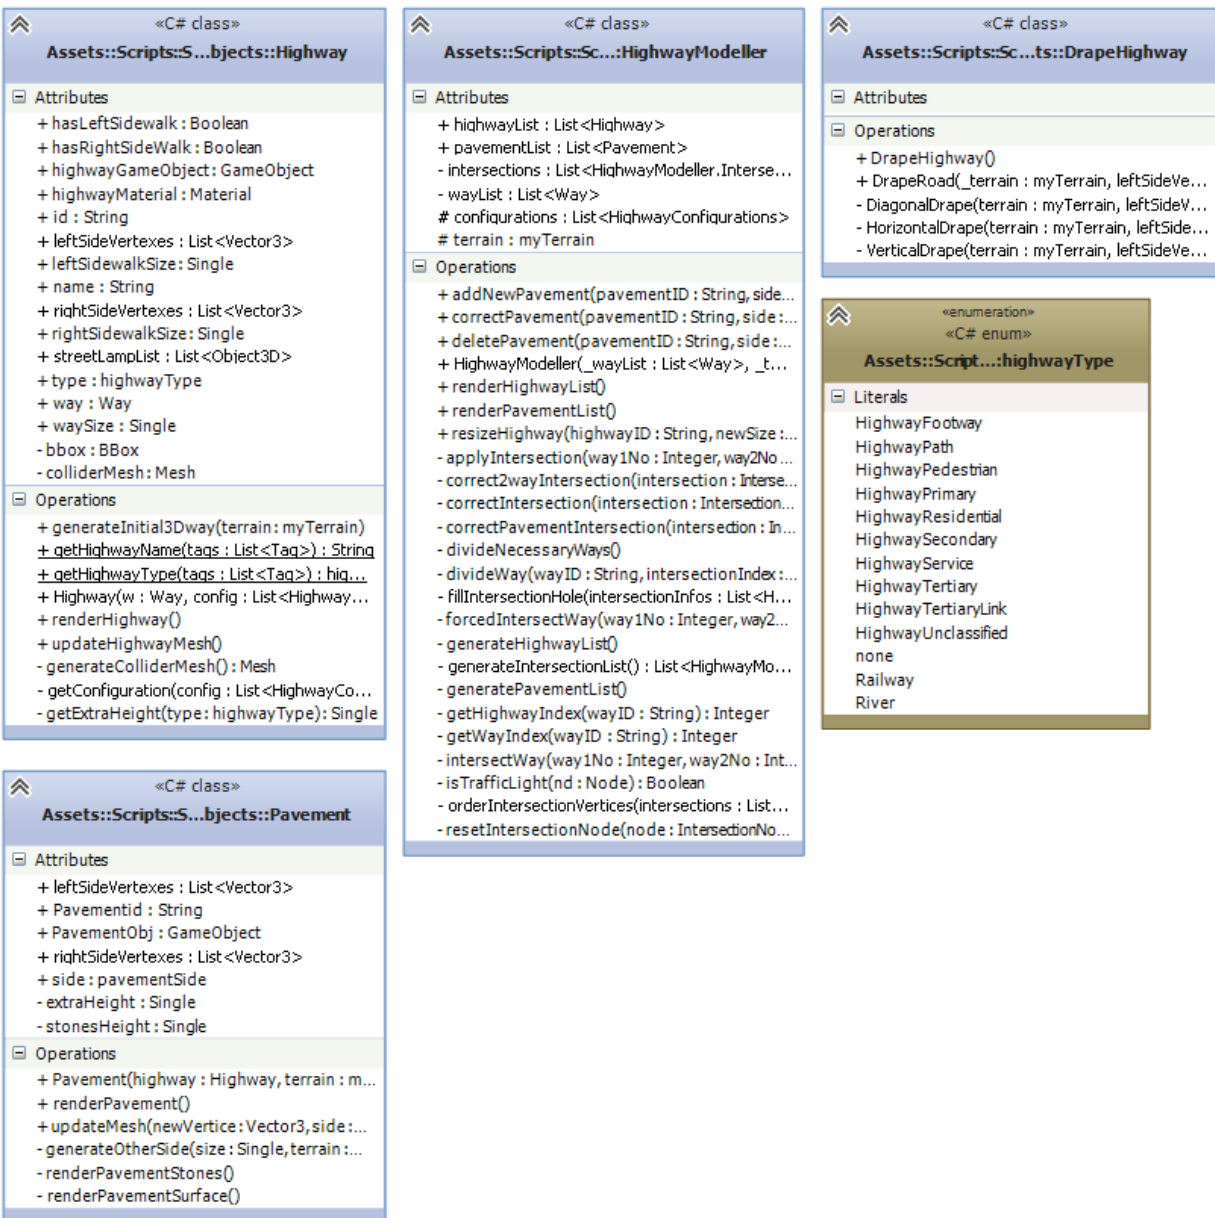 «C# class»
Assets::Scripts::S...bjects::Highway
Attributes
+ hasLeftSidewalk : Boolean
+ hasRightSideWalk : Boolean
+ highwayGameObject : GameObject
+ highwayMaterial : Material
+ id : String
+ leftSideVertexes : List<Vector3>
+ leftSidewalkSize : Single
+ name : String
+ rightSideVertexes : List<Vector3>
+ rightSidewalkSize : Single
+ streetLampList : List<Object3D>
+ type : highwayType
+ way : Way
+ waySize : Single
- bbox : BBox
- colliderMesh : Mesh
Operations
+ generateInitial3Dway(terrain : myTerrain)
+ getHighwayName(tags : List<Tag>) : String
+ getHighwayType(tags : List<Tag>) : hig...
+ Highway(w : Way, config : List<Highway...
+ renderHighway()
+ updateHighwayMesh()
- generateColliderMesh() : Mesh
- getConfiguration(config : List<HighwayCo...
- getExtraHeight(type : highwayType) : Single
«C# class»
Assets::Scripts::S...bjects::Pavement
Attributes
+ leftSideVertexes : List<Vector3>
+ Pavementid : String
+ PavementObj : GameObject
+ rightSideVertexes : List<Vector3>
+ side : pavementSide
- extraHeight : Single
- stonesHeight : Single
Operations
+ Pavement(highway : Highway, terrain : m...
+ renderPavement()
+ updateMesh(newVertice : Vector3, side :...
- generateOtherSide(size : Single, terrain :...
- renderPavementStones()
- renderPavementSurface()
«C# class»
Assets::Scripts::Sc...:HighwayModeller
Attributes
+ highwayList : List<Highway>
+ pavementList : List<Pavement>
- intersections : List<HighwayModeller.Interse...
- wayList : List<Way>
# configurations : List<HighwayConfigurations>
# terrain : myTerrain
Operations
+ addNewPavement(pavementID : String, side...
+ correctPavement(pavementID : String, side :...
+ deletePavement(pavementID : String, side :...
+ HighwayModeller(_wayList : List<Way>, _t...
+ renderHighwayList()
+ renderPavementList()
+ resizeHighway(highwayID : String, newSize :...
- applyIntersection(way1No : Integer, way2No...
- correct2wayIntersection(intersection : Interse...
- correctIntersection(intersection : Intersection...
- correctPavementIntersection(intersection : In...
- divideNecessaryWays()
- divideWay(wayID : String, intersectionIndex :...
- fillIntersectionHole(intersectionInfos : List<H...
- forcedIntersectWay(way1No : Integer, way2...
- generateHighwayList()
- generateIntersectionList() : List<HighwayMo...
- generatePavementList()
- getHighwayIndex(wayID : String) : Integer
- getWayIndex(wayID : String) : Integer
- intersectWay(way1No : Integer, way2No : Int...
- isTrafficLight(nd : Node) : Boolean
- orderIntersectionVertices(intersections : List...
- resetIntersectionNode(node : IntersectionNo...
«C# class»
Assets::Scripts::Sc...ts::DrapeHighway
Attributes
Operations
+ DrapeHighway()
+ DrapeRoad(_terrain : myTerrain, leftSideVe...
- DiagonalDrape(terrain : myTerrain, leftSideV...
- HorizontalDrape(terrain : myTerrain, leftSide...
- VerticalDrape(terrain : myTerrain, leftSideVe...
«enumeration»
«C# enum»
Assets::Script...:highwayType
Literals
HighwayFootway
HighwayPath
HighwayPedestrian
HighwayPrimary
HighwayResidential
HighwaySecondary
HighwayService
HighwayTertiary
HighwayTertiaryLink
HighwayUnclassified
none
Railway
River